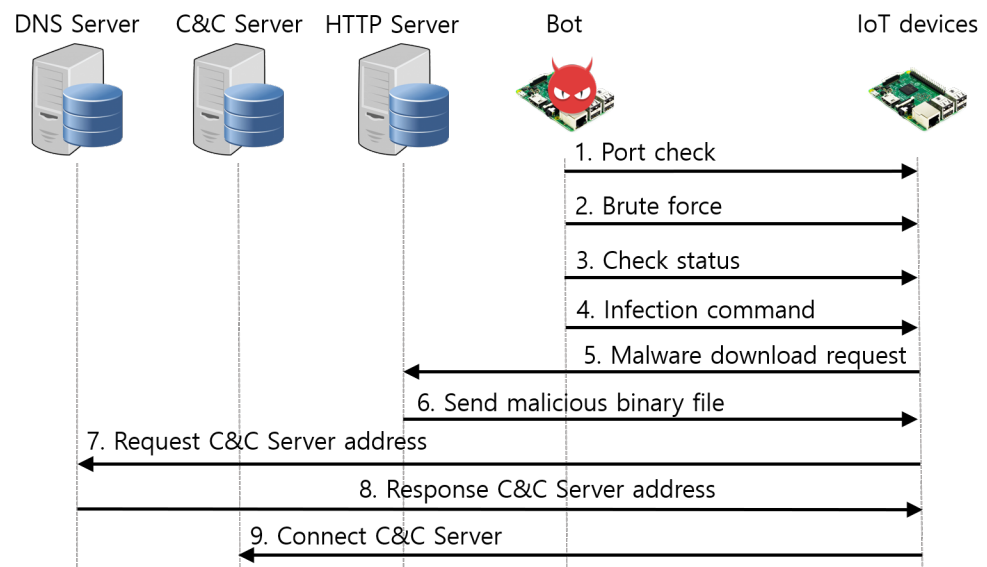 DNS Server
C&C Server
HTTP Server
Bot
IoT devices
1. Port check
2. Brute force
3. Check status
4. Infection command
5. Malware download request
6. Send malicious binary file
7. Request C&C Server address
8. Response C&C Server address
9. Connect C&C Server